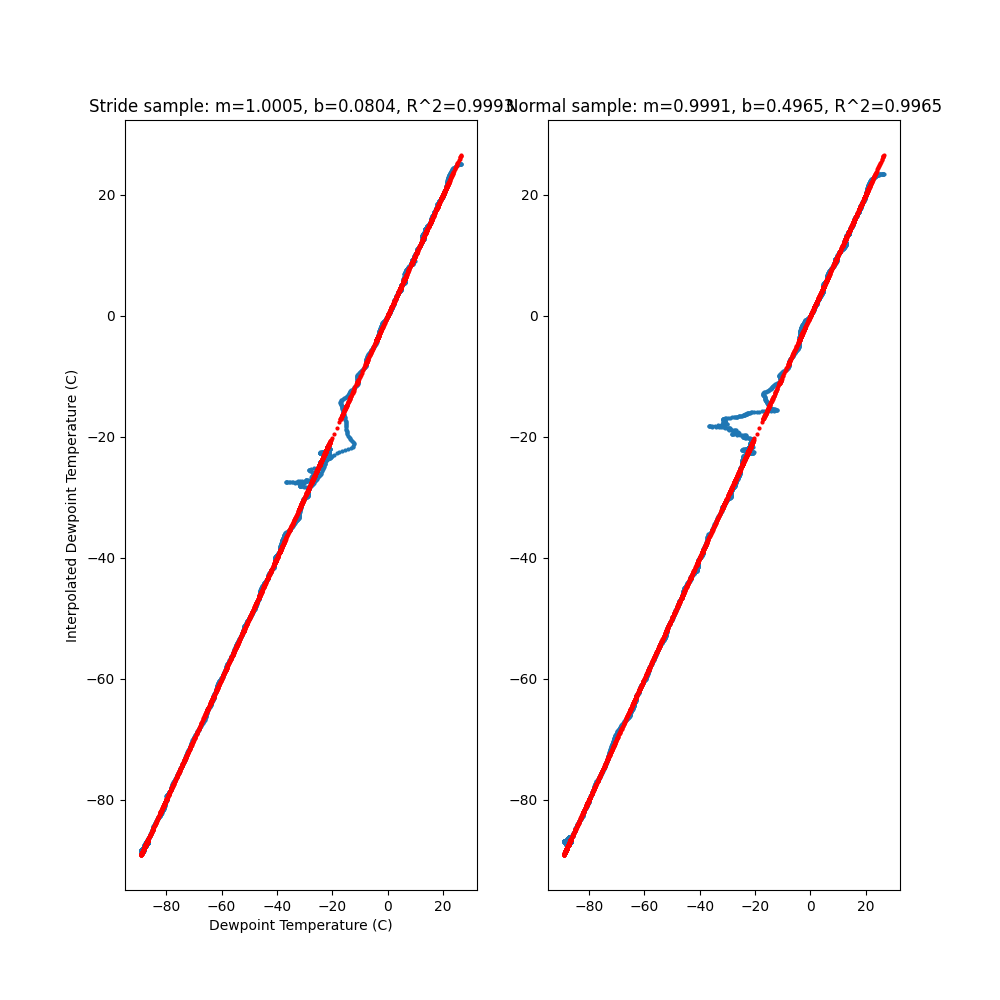 Stride sample: m=1.0005, b=0.0804, R^2=0.9993
Normal sample: m=0.9991, b=0.4965, R^2=0.9965
Interpolated Dewpoint Temperature (C)
20
0
−20
−40
−60
−80
20
0
−20
−40
−60
−80
−80 −60 −40 −20 0 20
−80 −60 −40 −20 0 20
Dewpoint Temperature (C)